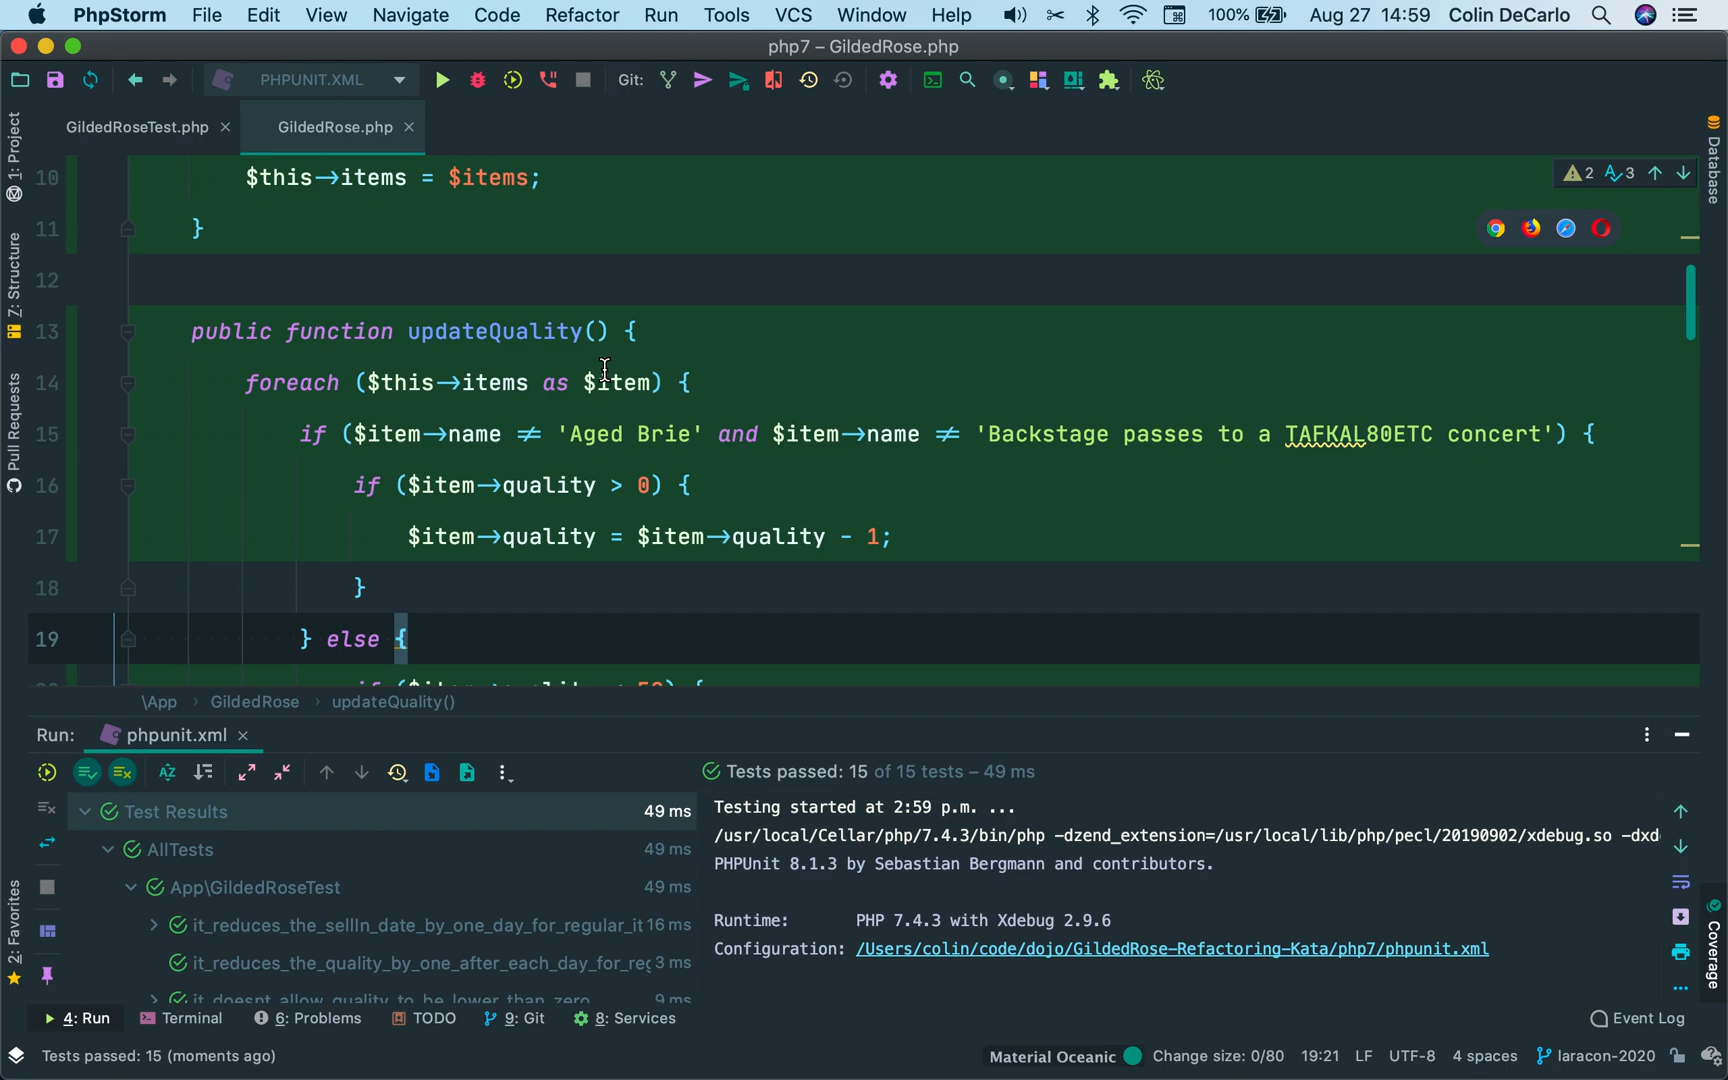 PhpStorm File Edit View Navigate Code Refactor Run Tools VCS Window Help 100% Aug 27 14:59 Colin DeCarlo
php7 – GildedRose.php
PHPUNIT.XML Git:
GildedRoseTest.php GildedRose.php
1: Project
Z: Structure
Pull Requests
2: Favorites
Database
Coverage
2 3
10 $this→items = $items;
11 }
12
13 public function updateQuality() {
14 foreach ($this→items as $item) {
15 if ($item→name ≠ 'Aged Brie' and $item→name ≠ 'Backstage passes to a TAFKAL80ETC concert') {
16 if ($item→quality > 0) {
17 $item→quality = $item→quality - 1;
18 }
19 } else {
\App › GildedRose › updateQuality()
Run: phpunit.xml
Tests passed: 15 of 15 tests – 49 ms
Test Results 49 ms
AllTests 49 ms
App\GildedRoseTest 49 ms
it_reduces_the_sellIn_date_by_one_day_for_regular_it 16 ms
it_reduces_the_quality_by_one_after_each_day_for_reg 3 ms
it_doesnt_allow_quality_to_be_lower_than_zero 9 ms
Testing started at 2:59 p.m. ...
/usr/local/Cellar/php/7.4.3/bin/php -dzend_extension=/usr/local/lib/php/pecl/20190902/xdebug.so -dxd
PHPUnit 8.1.3 by Sebastian Bergmann and contributors.
Runtime: PHP 7.4.3 with Xdebug 2.9.6
Configuration: /Users/colin/code/dojo/GildedRose-Refactoring-Kata/php7/phpunit.xml
4: Run Terminal 6: Problems TODO 9: Git 8: Services Event Log
Tests passed: 15 (moments ago) Material Oceanic Change size: 0/80 19:21 LF UTF-8 4 spaces laracon-2020